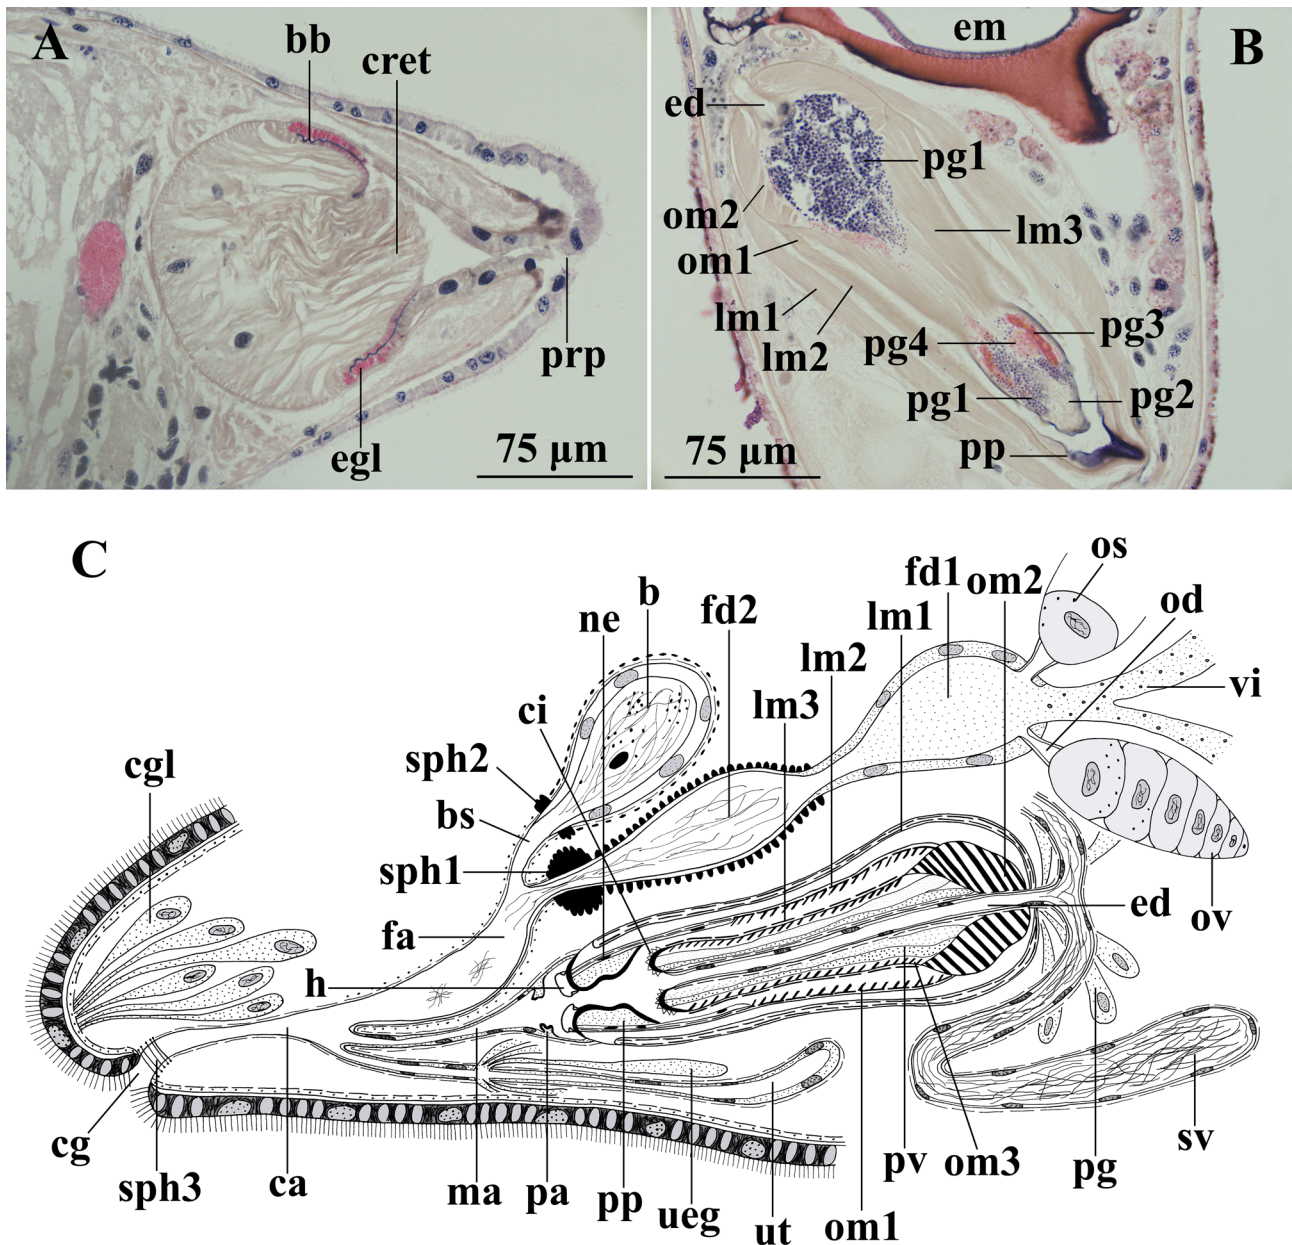 A
bb
cret
prp
egl
75 µm
B
em
ed
pg1
om2
om1
lm3
lm1
lm2
pg4
pg3
pg1
pg2
pp
75 µm
C
os
fd1
om2
od
b
ne
fd2
lm1
lm2
vi
lm3
ci
cgl
sph2
bs
sph1
ed
ov
fa
h
cg
sph3
ca
ma
pa
pp
ueg
ut
om1
pv
om3
pg
sv